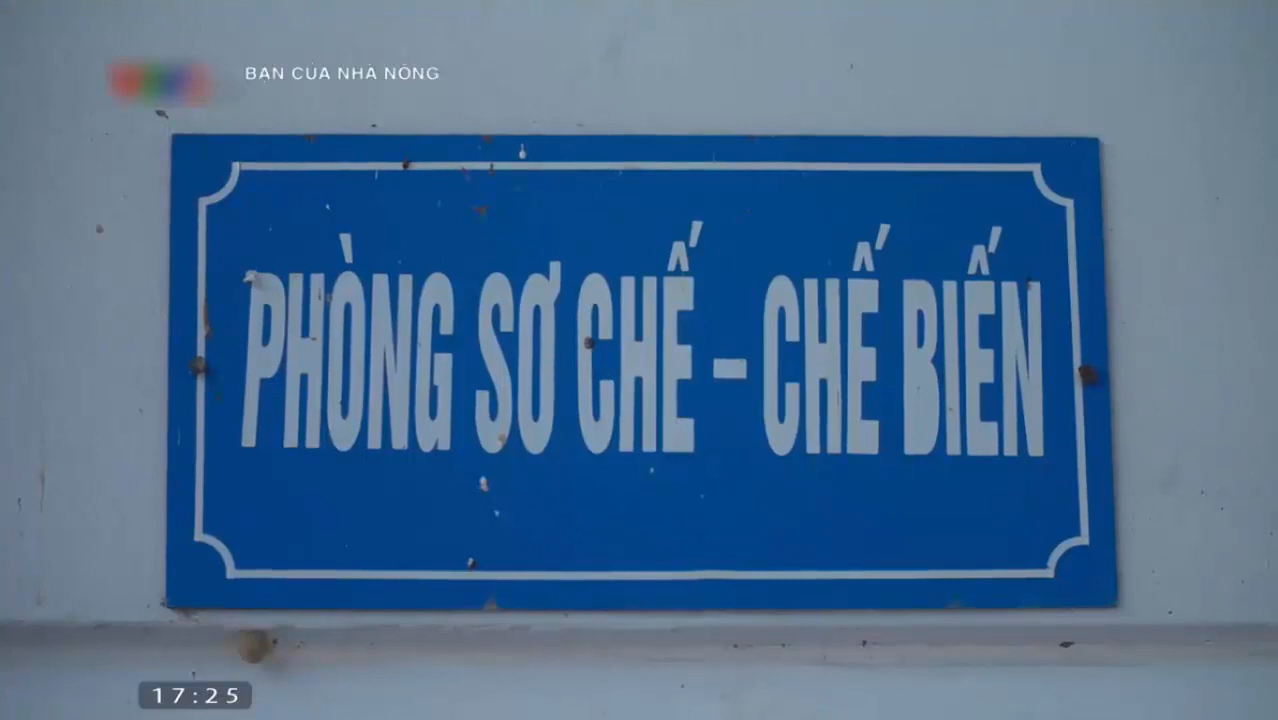 BẠN CỦA NHÀ NÔNG
PHÒNG SƠ CHẾ - CHẾ BIẾN
17:25